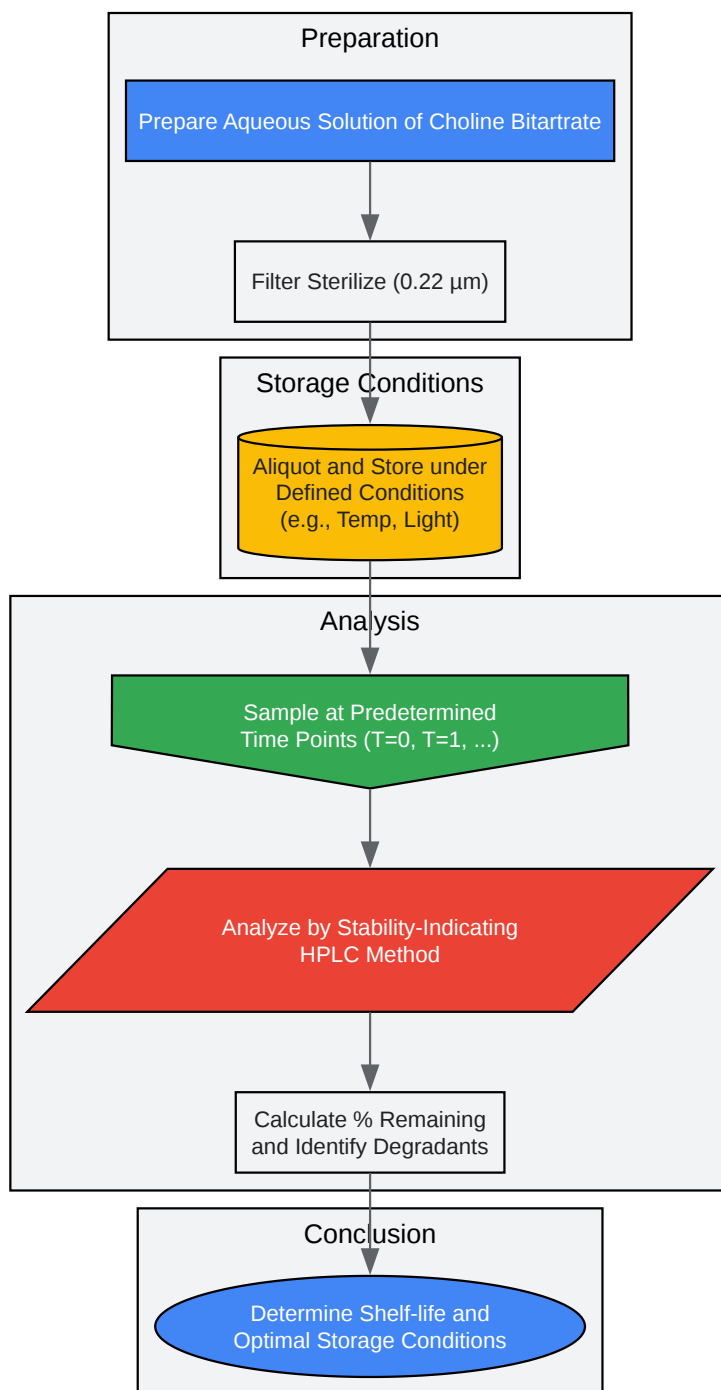 Preparation
Prepare Aqueous Solution of Choline Bitartrate
Filter Sterilize (0.22 µm)
Storage Conditions
Aliquot and Store under
Defined Conditions
(e.g., Temp, Light)
Analysis
Sample at Predetermined
Time Points (T=0, T=1, ...)
Analyze by Stability-Indicating
HPLC Method
Calculate % Remaining
and Identify Degradants
Conclusion
Determine Shelf-life and
Optimal Storage Conditions